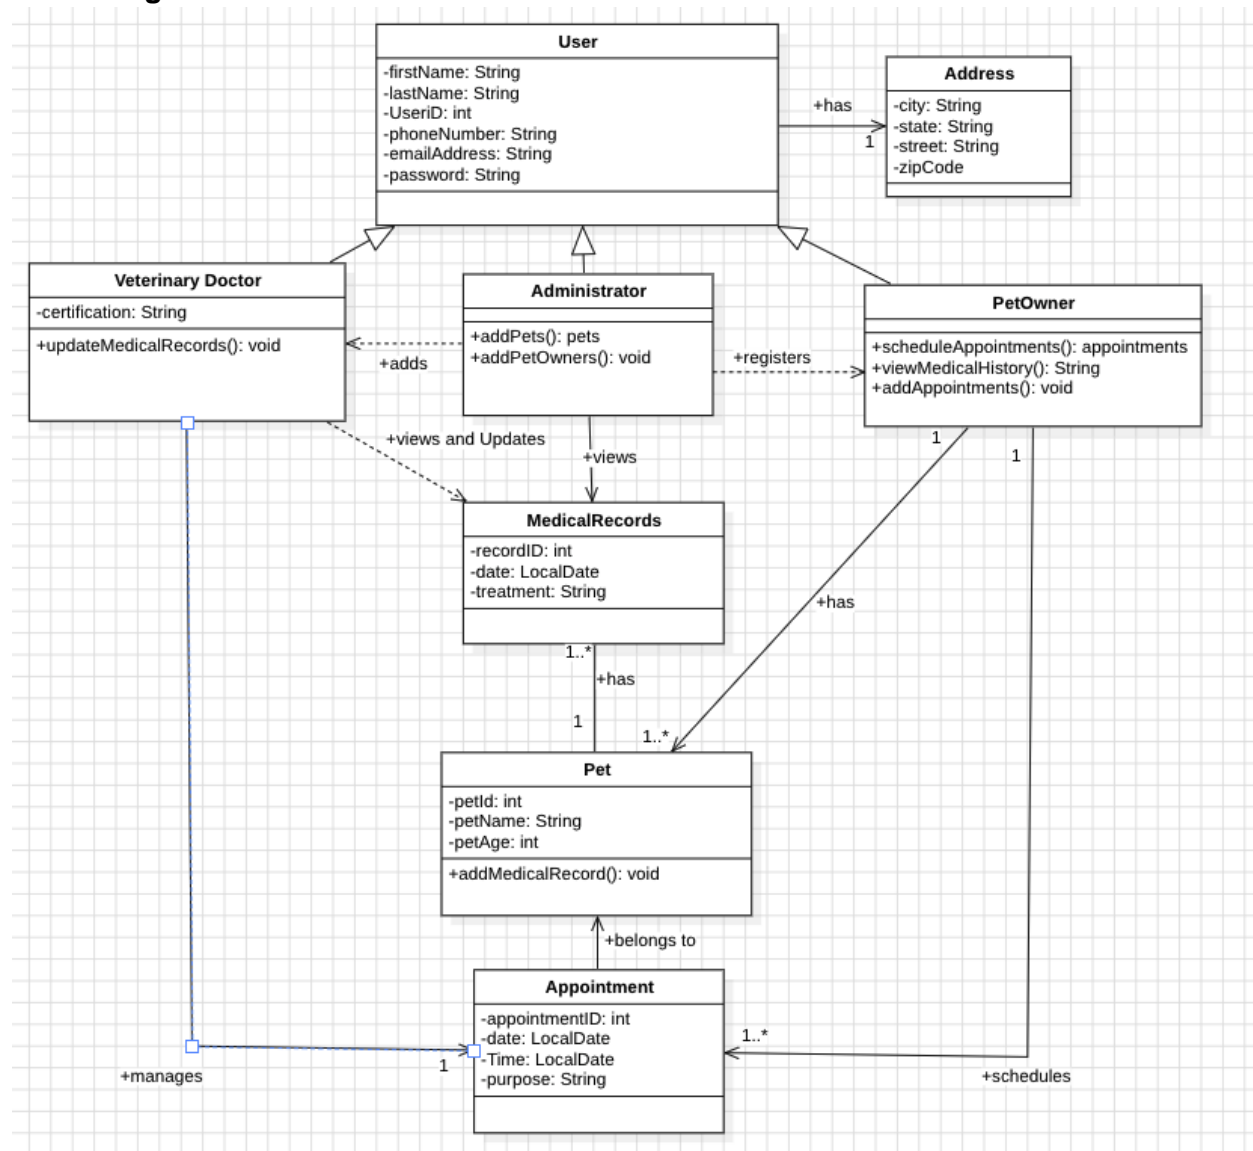 User
-firstName: String
-lastName: String
-UseriD: int
-phoneNumber: String
-emailAddress: String
-password: String
+has
1
Address
-city: String
-state: String
-street: String
-zipCode
Veterinary Doctor
-certification: String
+updateMedicalRecords(): void
+adds
Administrator
+addPets(): pets
+addPetOwners(): void
+registers
PetOwner
+scheduleAppointments(): appointments
+viewMedicalHistory(): String
+addAppointments(): void
1
1
+views and Updates
+views
MedicalRecords
-recordID: int
-date: LocalDate
-treatment: String
1..*
+has
1
+has
1..*
Pet
-petId: int
-petName: String
-petAge: int
+addMedicalRecord(): void
+belongs to
Appointment
-appointmentID: int
-date: LocalDate
-Time: LocalDate
-purpose: String
1..*
1
+manages
+schedules